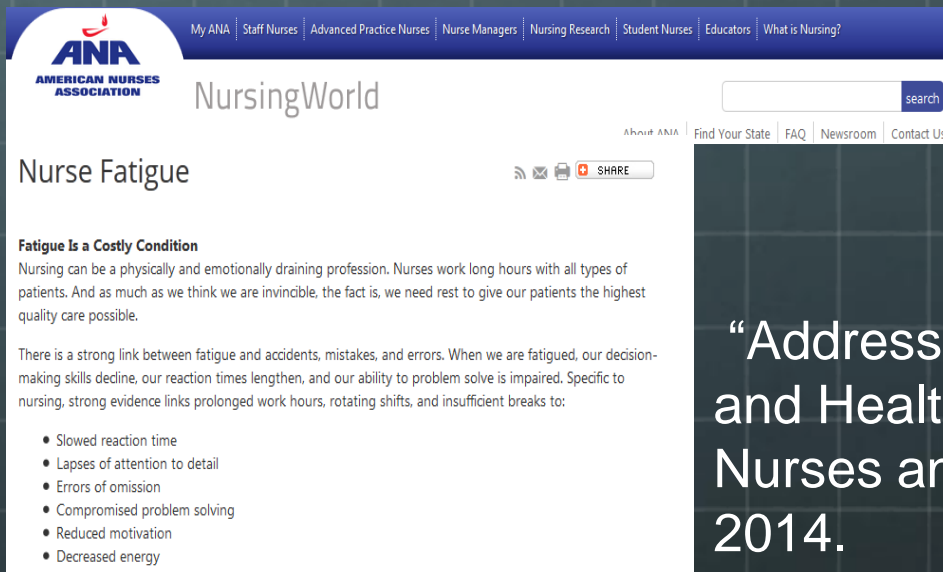 My ANA Staff Nurses Advanced Practice Nurses Nurse Managers Nursing Research Student Nurses Educators What is Nursing?
ANA
AMERICAN NURSES
ASSOCIATION
NursingWorld
search
About ANA Find Your State FAQ Newsroom Contact Us
Nurse Fatigue
SHARE
Fatigue Is a Costly Condition
Nursing can be a physically and emotionally draining profession. Nurses work long hours with all types of
patients. And as much as we think we are invincible, the fact is, we need rest to give our patients the highest
quality care possible.
There is a strong link between fatigue and accidents, mistakes, and errors. When we are fatigued, our decision-
making skills decline, our reaction times lengthen, and our ability to problem solve is impaired. Specific to
nursing, strong evidence links prolonged work hours, rotating shifts, and insufficient breaks to:
• Slowed reaction time
• Lapses of attention to detail
• Errors of omission
• Compromised problem solving
• Reduced motivation
• Decreased energy
“Address
and Healt
Nurses an
2014.